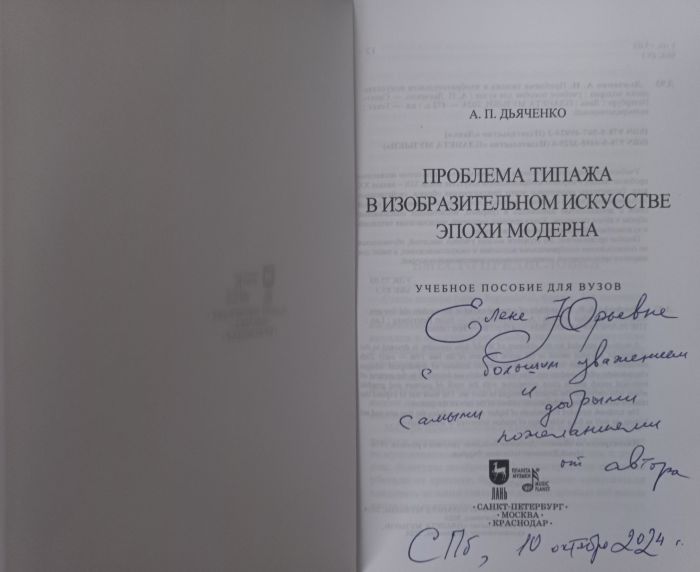 А. П. ДЬЯЧЕНКО
ПРОБЛЕМА ТИПАЖА
В ИЗОБРАЗИТЕЛЬНОМ ИСКУССТВЕ
ЭПОХИ МОДЕРНА
УЧЕБНОЕ ПОСОБИЕ ДЛЯ ВУЗОВ
Елене Юрьевне
с большим уважением
и
самыми добрыми
пожеланиями
от автора
ЛАНЬ
ПЛАНЕТА
МУЗЫКИ
MUSIC
PLANET
·САНКТ-ПЕТЕРБУРГ·
·МОСКВА·
·КРАСНОДАР·
СПб, 10 октября 2024 г.